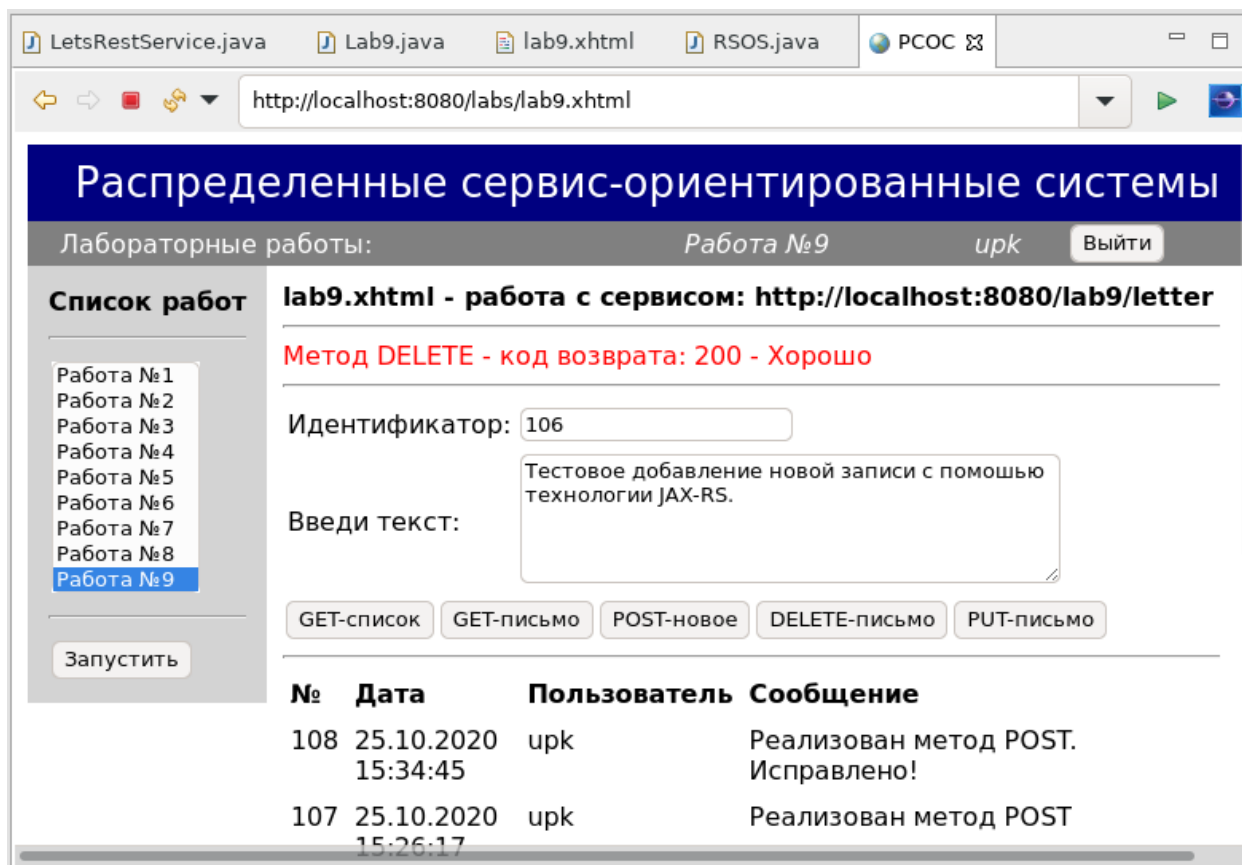 LetsRestService.java Lab9.java lab9.xhtml RSOS.java PCOC
http://localhost:8080/labs/lab9.xhtml
Распределенные сервис-ориентированные системы
Лабораторные работы: Работа №9 upk Выйти
Список работ
Работа №1
Работа №2
Работа №3
Работа №4
Работа №5
Работа №6
Работа №7
Работа №8
Работа №9
Запустить
lab9.xhtml - работа с сервисом: http://localhost:8080/lab9/letter
Метод DELETE - код возврата: 200 - Хорошо
Идентификатор: 106
Введи текст:
Тестовое добавление новой записи с помошью
технологии JAX-RS.
GET-список GET-письмо POST-новое DELETE-письмо PUT-письмо
№ Дата Пользователь Сообщение
108 25.10.2020 upk Реализован метод POST.
15:34:45 Исправлено!
107 25.10.2020 upk Реализован метод POST
15:26:17